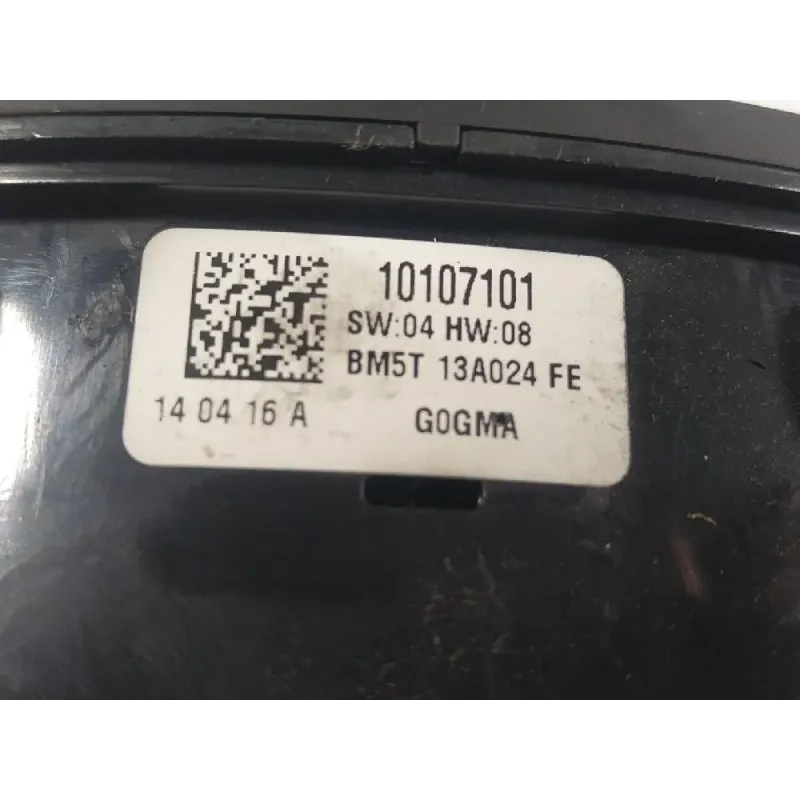 10107101
SW:04 HW:08
BM5T 13A024 FE
14 04 16 A G0GMA